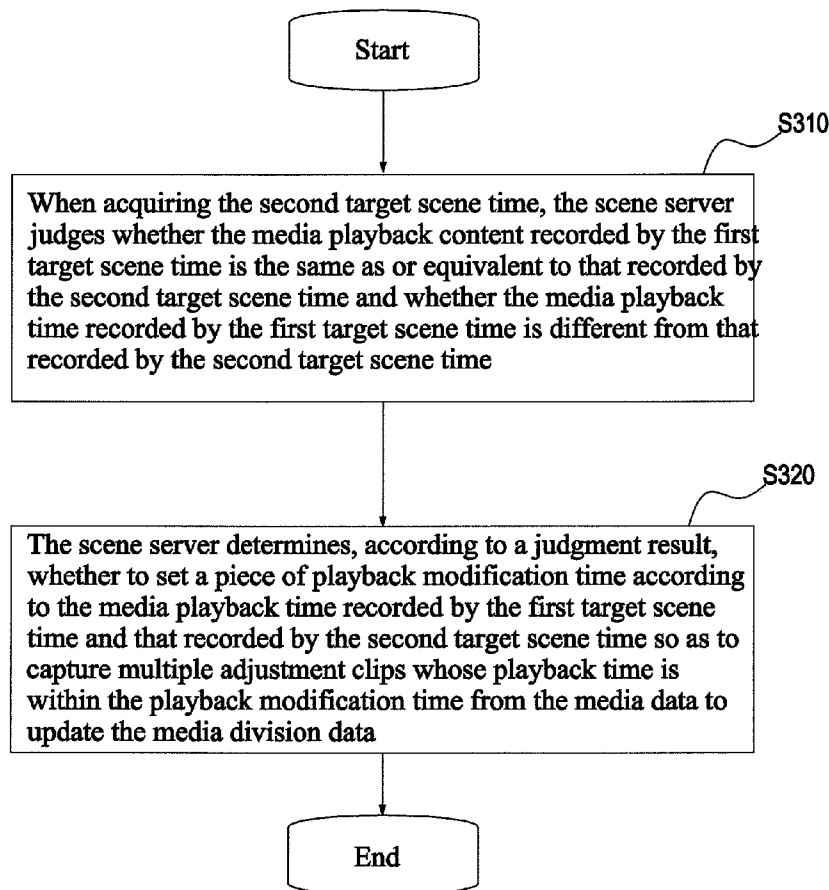 Start
S310
When acquiring the second target scene time, the scene server
judges whether the media playback content recorded by the first
target scene time is the same as or equivalent to that recorded by
the second target scene time and whether the media playback
time recorded by the first target scene time is different from that
recorded by the second target scene time
S320
The scene server determines, according to a judgment result,
whether to set a piece of playback modification time according
to the media playback time recorded by the first target scene
time and that recorded by the second target scene time so as to
capture multiple adjustment clips whose playback time is
within the playback modification time from the media data to
update the media division data
End